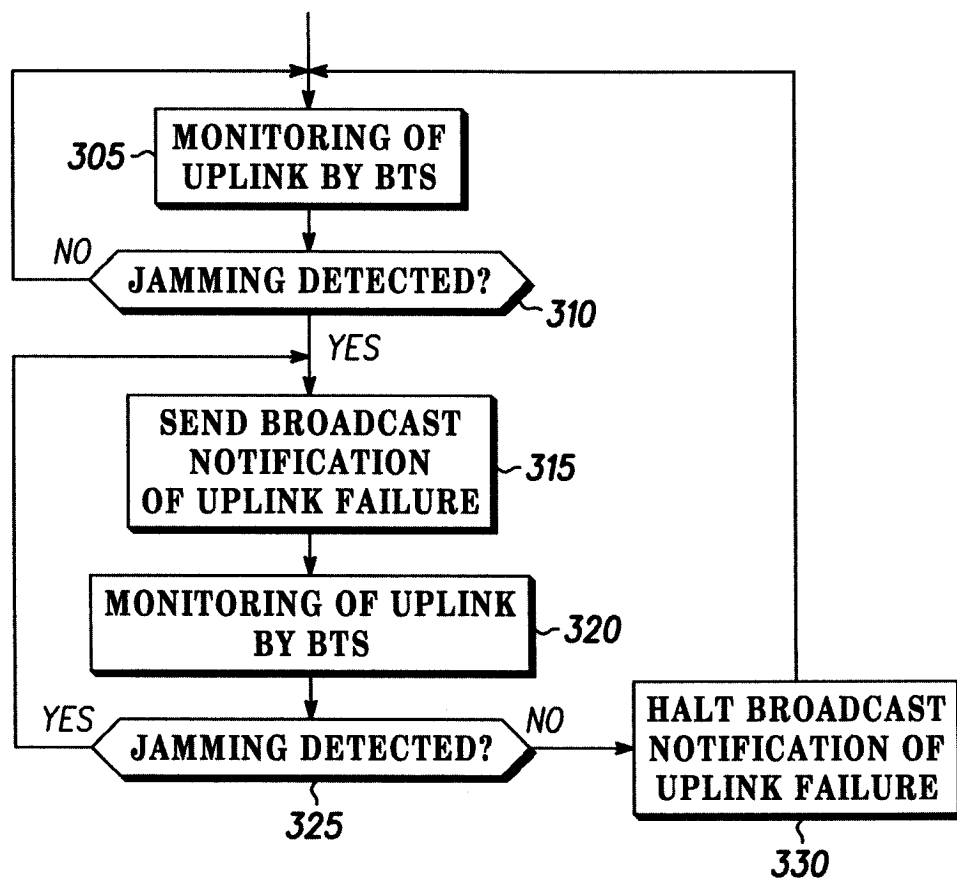 305
MONITORING OF
UPLINK BY BTS
NO
JAMMING DETECTED?
310
YES
SEND BROADCAST
NOTIFICATION
OF UPLINK FAILURE
315
MONITORING OF UPLINK
BY BTS
320
YES
JAMMING DETECTED?
NO
325
HALT BROADCAST
NOTIFICATION OF
UPLINK FAILURE
330